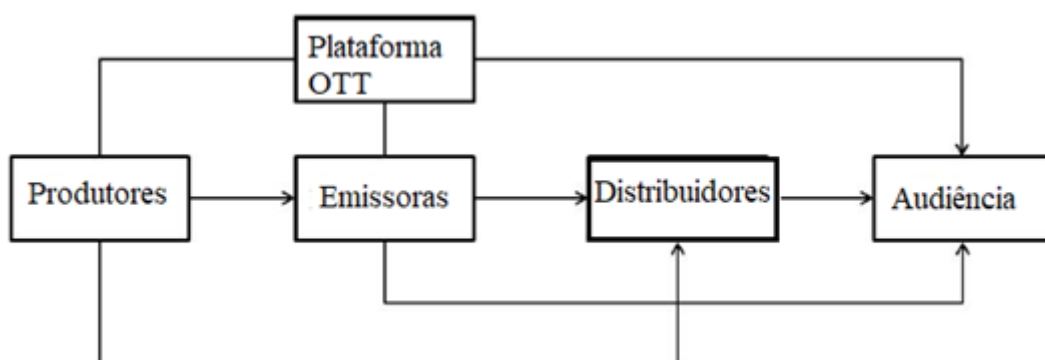 Plataforma
OTT
Produtores
Emissoras
Distribuidores
Audiência